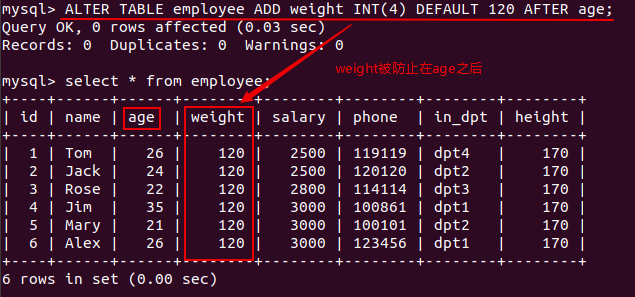 mysql> ALTER TABLE employee ADD weight INT(4) DEFAULT 120 AFTER age;
Query OK, 0 rows affected (0.03 sec)
Records: 0  Duplicates: 0  Warnings: 0
weight被防止在age之后
mysql> select * from employee;
+----+------+------+--------+--------+--------+--------+--------+
| id | name | age  | weight | salary | phone  | in_dpt | height |
+----+------+------+--------+--------+--------+--------+--------+
|  1 | Tom  |   26 |    120 |   2500 | 119119 | dpt4   |    170 |
|  2 | Jack |   24 |    120 |   2500 | 120120 | dpt2   |    170 |
|  3 | Rose |   22 |    120 |   2800 | 114114 | dpt3   |    170 |
|  4 | Jim  |   35 |    120 |   3000 | 100861 | dpt1   |    170 |
|  5 | Mary |   21 |    120 |   3000 | 100101 | dpt2   |    170 |
|  6 | Alex |   26 |    120 |   3000 | 123456 | dpt1   |    170 |
+----+------+------+--------+--------+--------+--------+--------+
6 rows in set (0.00 sec)